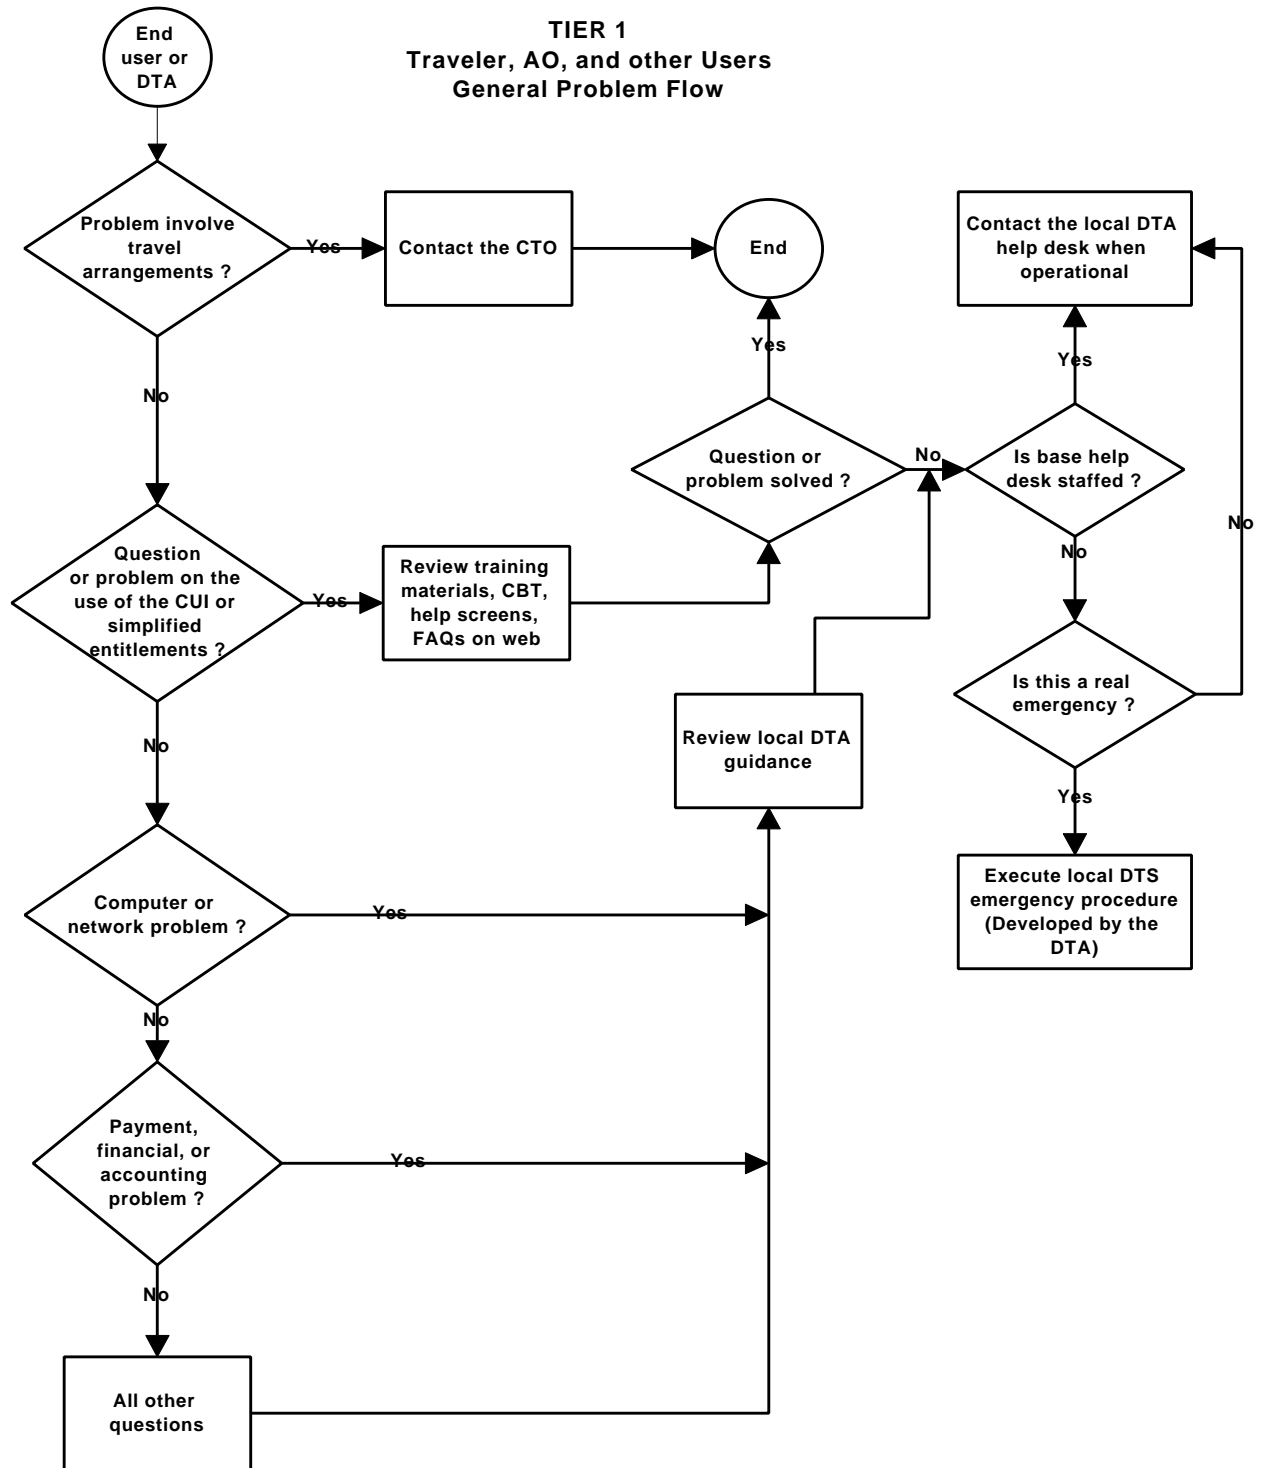 TIER 1
Traveler, AO, and other Users
General Problem Flow
End
user or
DTA
Problem involve
travel
arrangements ?
Yes
Contact the CTO
End
Contact the local DTA
help desk when
operational
Yes
Yes
No
Question or
problem solved ?
No
Is base help
desk staffed ?
No
No
Question
or problem on the
use of the CUI or
simplified
entitlements ?
Yes
Review training
materials, CBT,
help screens,
FAQs on web
Is this a real
emergency ?
No
Review local DTA
guidance
Yes
Computer or
network problem ?
Yes
Execute local DTS
emergency procedure
(Developed by the
DTA)
No
Payment,
financial, or
accounting
problem ?
Yes
No
All other
questions